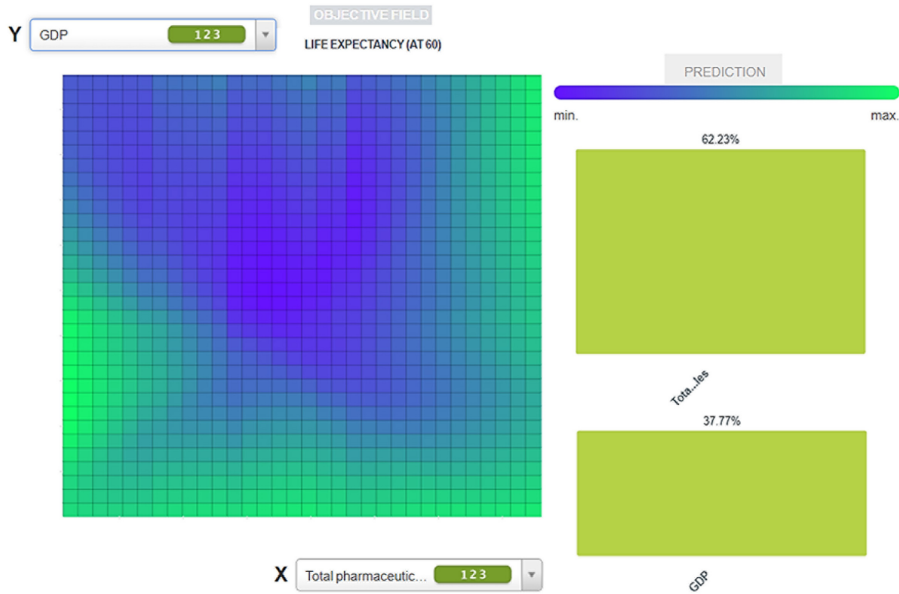 OBJECTIVE FIELD
Y GDP 123
LIFE EXPECTANCY (AT 60)
PREDICTION
min. max.
62.23%
Tota...les
37.77%
GDP
X Total pharmaceutic... 123